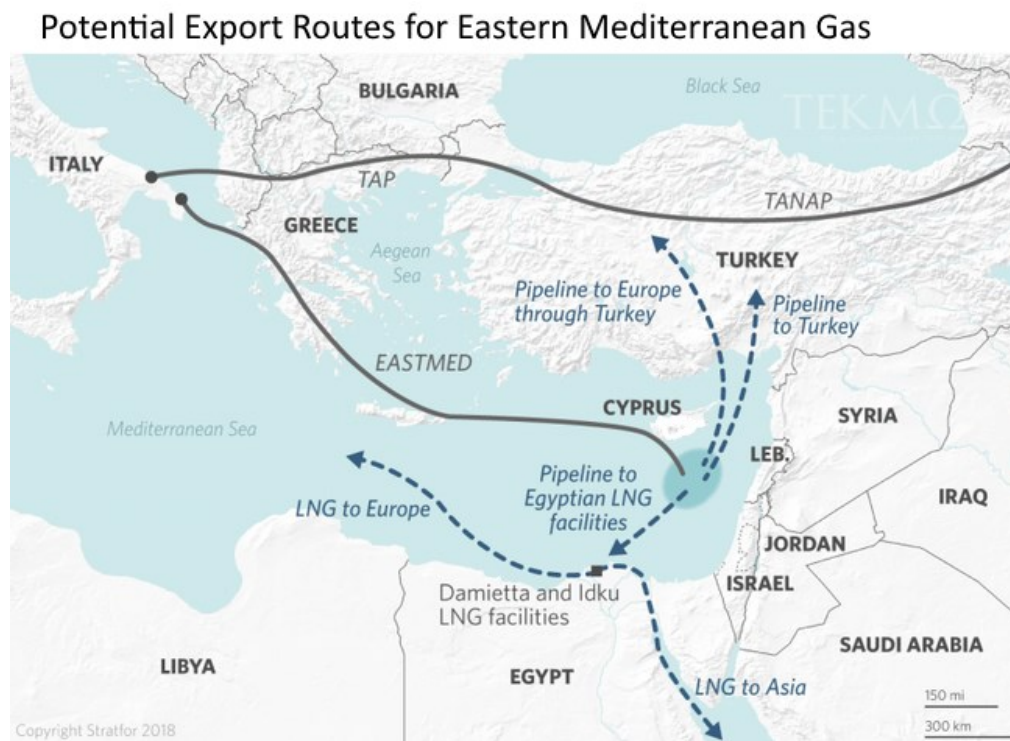 Potential Export Routes for Eastern Mediterranean Gas
BULGARIA
Black Sea
TEKMΩ
ITALY
TAP
TANAP
GREECE
Aegean
Sea
TURKEY
Pipeline to Europe
through Turkey
Pipeline
to Turkey
EASTMED
CYPRUS
SYRIA
Mediterranean Sea
LEB.
LNG to Europe
Pipeline to
Egyptian LNG
facilities
IRAQ
JORDAN
ISRAEL
Damietta and Idku
LNG facilities
SAUDI ARABIA
LIBYA
EGYPT
LNG to Asia
150 mi
300 km
Copyright Stratfor 2018